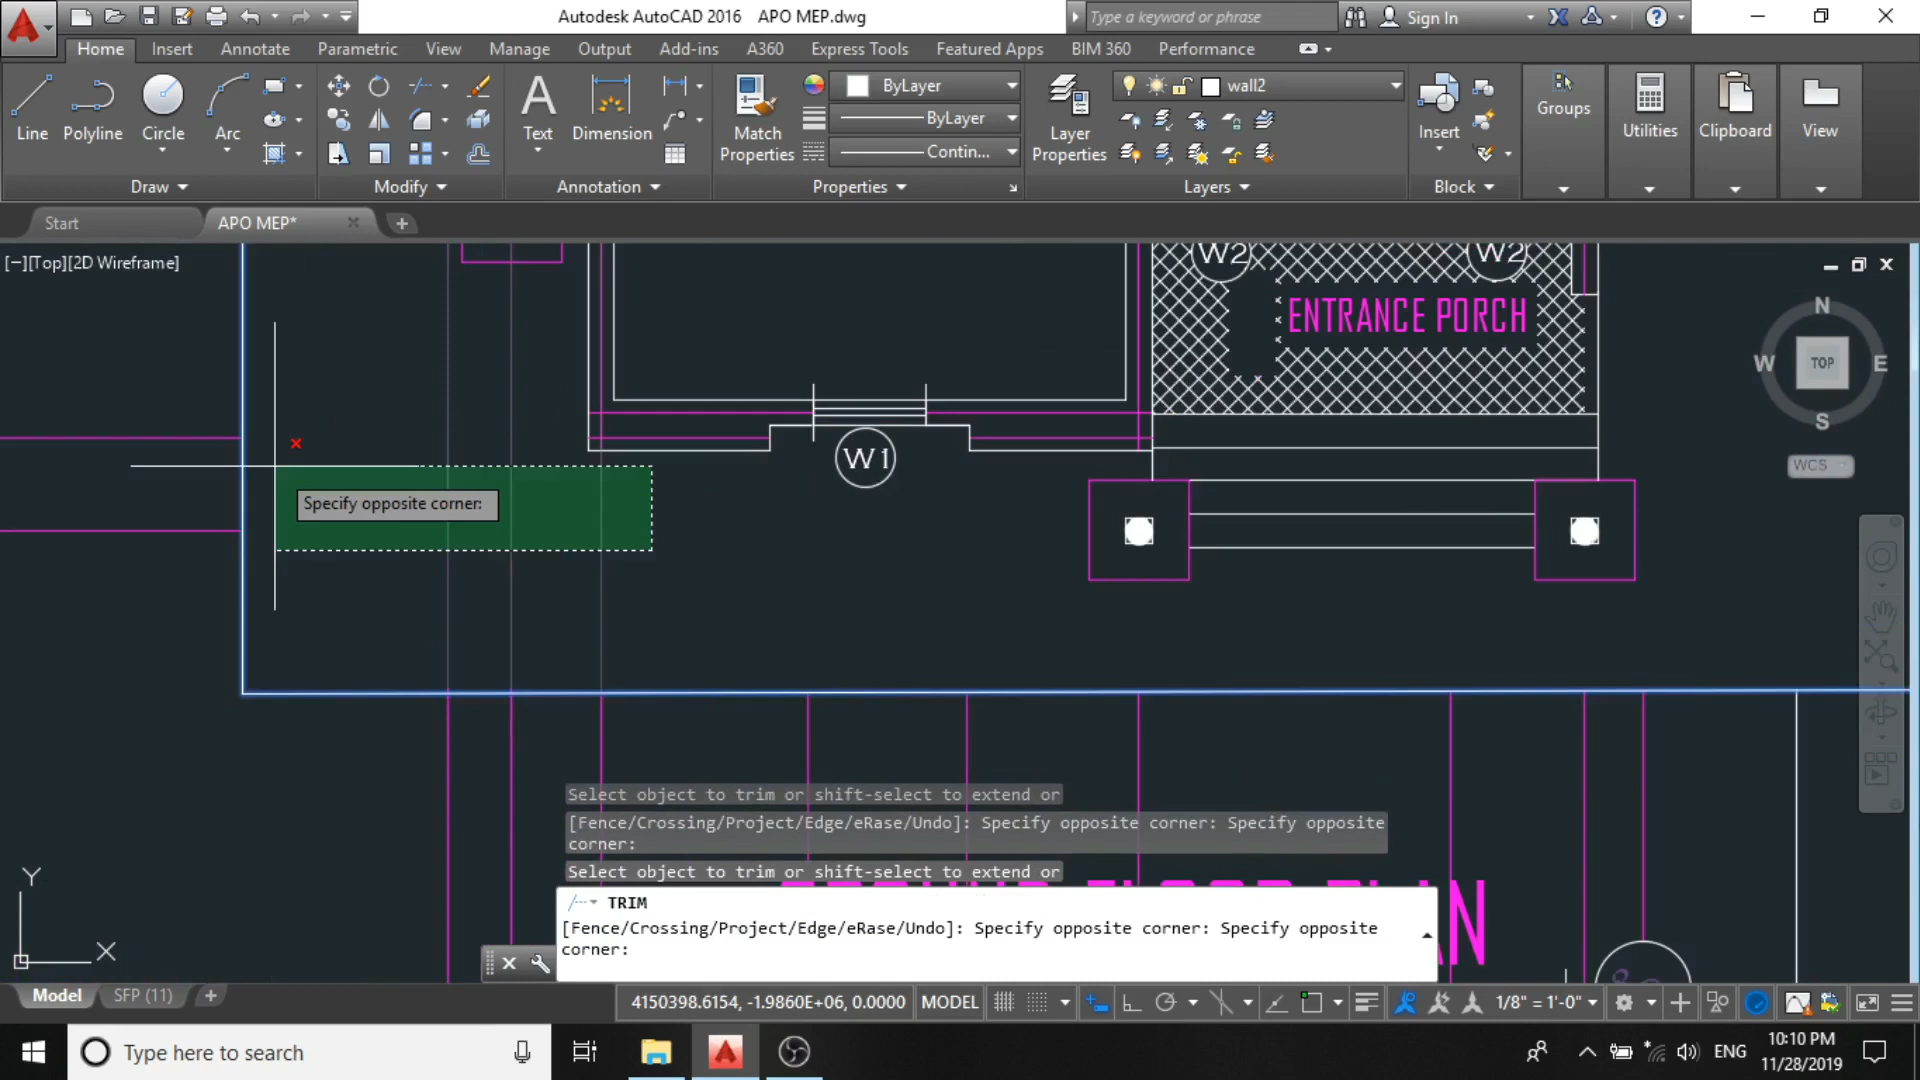 Autodesk AutoCAD 2016 APO MEP.dwg
Type a keyword or phrase
Sign In
Home Insert Annotate Parametric View Manage Output Add-ins A360 Express Tools Featured Apps BIM 360 Performance
Line Polyline Circle Arc
Text Dimension
Match Properties
ByLayer
ByLayer
Contin...
Layer Properties
wall2
Insert
Groups
Utilities
Clipboard
View
Draw Modify Annotation Properties Layers Block
Start APO MEP*
[−][Top][2D Wireframe]
W2 W2
ENTRANCE PORCH
N
W TOP E
S
WCS
W1
Specify opposite corner:
Select object to trim or shift-select to extend or
[Fence/Crossing/Project/Edge/eRase/Undo]: Specify opposite corner: Specify opposite
corner:
Select object to trim or shift-select to extend or
TRIM
[Fence/Crossing/Project/Edge/eRase/Undo]: Specify opposite corner: Specify opposite
corner:
Y
X
Model SFP (11)
4150398.6154, -1.9860E+06, 0.0000 MODEL 1/8" = 1'-0"
Type here to search
ENG
10:10 PM
11/28/2019